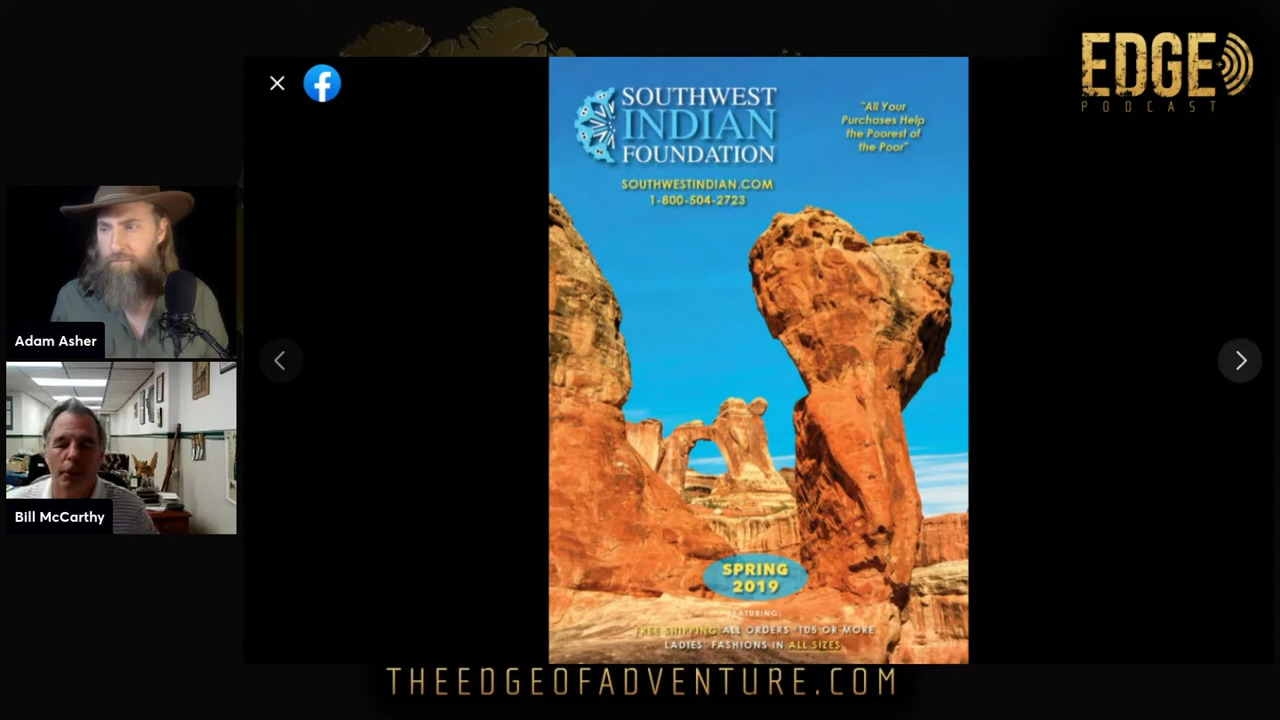 EDGE
PODCAST
SOUTHWEST
INDIAN
FOUNDATION
SOUTHWESTINDIAN.COM
1-800-504-2723
"All Your
Purchases Help
the Poorest of
the Poor"
Adam Asher
Bill McCarthy
SPRING
2019
FEATURING:
FREE SHIPPING ALL ORDERS $105 OR MORE
LADIES' FASHIONS IN ALL SIZES
THEEDGEOFADVENTURE.COM